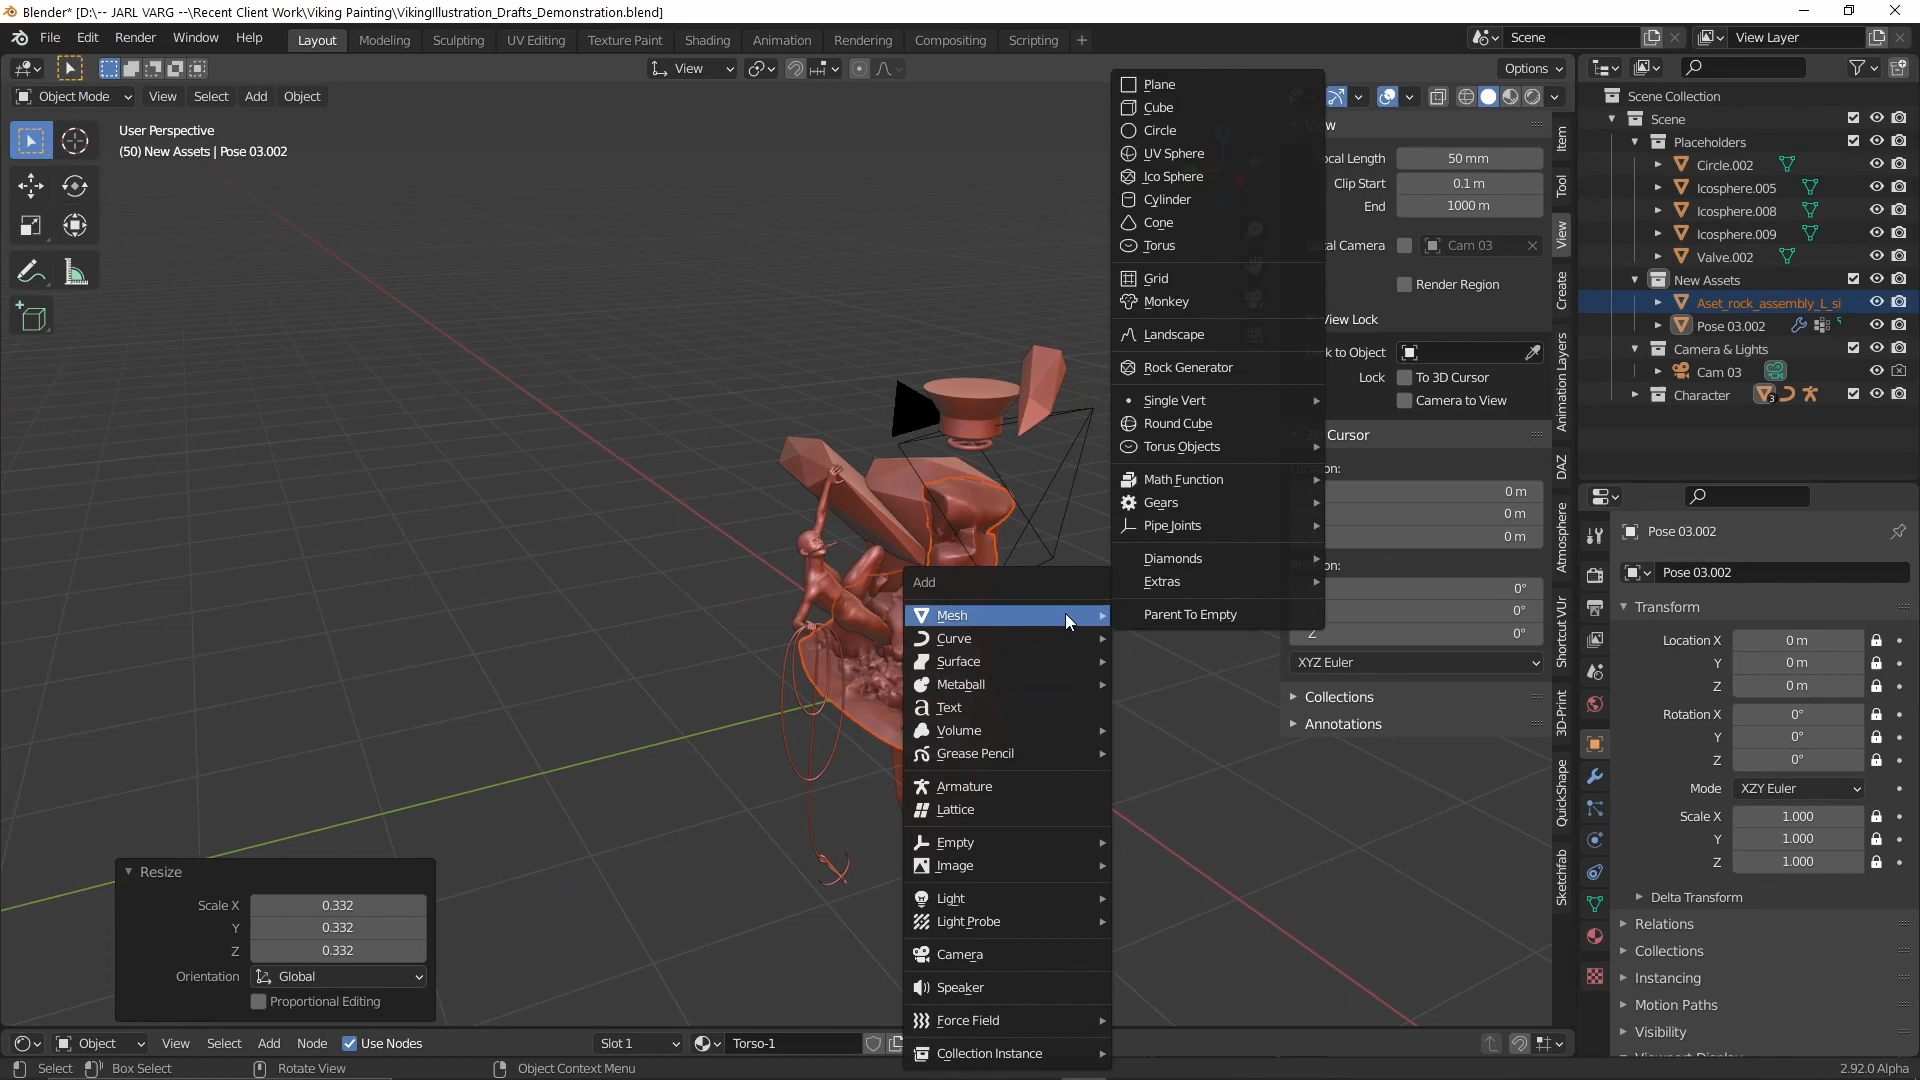 Blender* [D:\-- JARL VARG --\Recent Client Work\Viking Painting\VikingIllustration_Drafts_Demonstration.blend]
File Edit Render Window Help
Layout Modeling Sculpting UV Editing Texture Paint Shading Animation Rendering Compositing Scripting +
Scene
View Layer
View
Options
Object Mode View Select Add Object
User Perspective
(50) New Assets | Pose 03.002
Plane
Cube
Circle
UV Sphere
Ico Sphere
Cylinder
Cone
Torus
Grid
Monkey
Landscape
Rock Generator
Single Vert
Round Cube
Torus Objects
Math Function
Gears
Pipe Joints
Diamonds
Extras
Parent To Empty
Add
Mesh
Curve
Surface
Metaball
Text
Volume
Grease Pencil
Armature
Lattice
Empty
Image
Light
Light Probe
Camera
Speaker
Force Field
Collection Instance
ocal Length 50 mm
Clip Start 0.1 m
End 1000 m
al Camera Cam 03
Render Region
View Lock
k to Object
Lock To 3D Cursor
Camera to View
Cursor
0 m
0 m
0 m
0°
0°
Z 0°
XYZ Euler
Collections
Annotations
Item
Tool
View
Create
Animation Layers
DAZ
Atmosphere
Shortcut VUr
3D-Print
QuickShape
Sketchfab
Scene Collection
Scene
Placeholders
Circle.002
Icosphere.005
Icosphere.008
Icosphere.009
Valve.002
New Assets
Aset_rock_assembly_L_si
Pose 03.002
Camera & Lights
Cam 03
Character
3
Pose 03.002
Pose 03.002
Transform
Location X 0 m
Y 0 m
Z 0 m
Rotation X 0°
Y 0°
Z 0°
Mode XZY Euler
Scale X 1.000
Y 1.000
Z 1.000
Delta Transform
Relations
Collections
Instancing
Motion Paths
Visibility
Viewport Display
Resize
Scale X 0.332
Y 0.332
Z 0.332
Orientation Global
Proportional Editing
Object View Select Add Node Use Nodes Slot 1 Torso-1
Select Box Select Rotate View Object Context Menu 2.92.0 Alpha